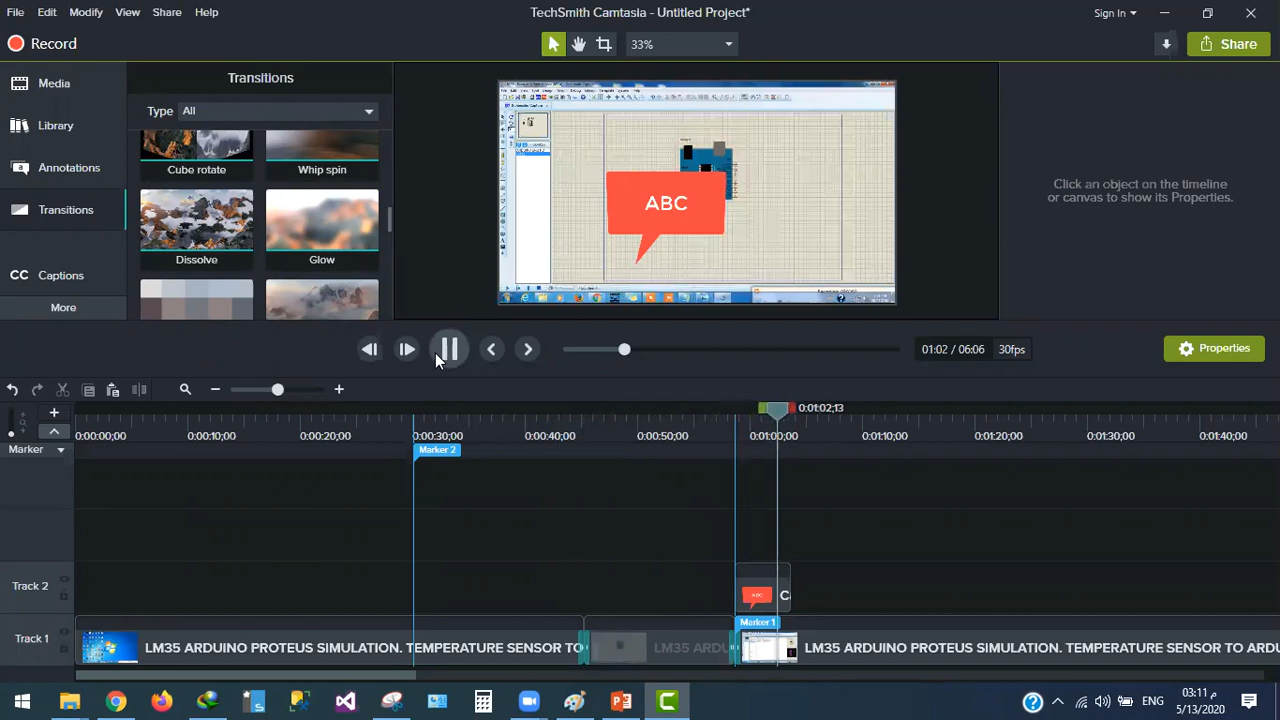 File Edit Modify View Share Help
TechSmith Camtasia - Untitled Project*
Sign In
Record
33%
Share
Media
Library
Annotations
Transitions
CC Captions
More
Transitions
Type All
Cube rotate
Whip spin
Dissolve
Glow
ABC
Click an object on the timeline
or canvas to show its Properties.
01:02 / 06:06 30fps
Properties
0:01:02;13
0:00:00;00 0:00:10;00 0:00:20;00 0:00:30;00 0:00:40;00 0:00:50;00 0:01:00;00 0:01:10;00 0:01:20;00 0:01:30;00 0:01:40;00
Marker
Marker 2
Track 2
ABC C
Marker 1
Track 1
LM35 ARDUINO PROTEUS SIMULATION. TEMPERATURE SENSOR TO
LM35 ARDU
LM35 ARDUINO PROTEUS SIMULATION. TEMPERATURE SENSOR TO ARDU
ENG
03:11 م
5/13/2020